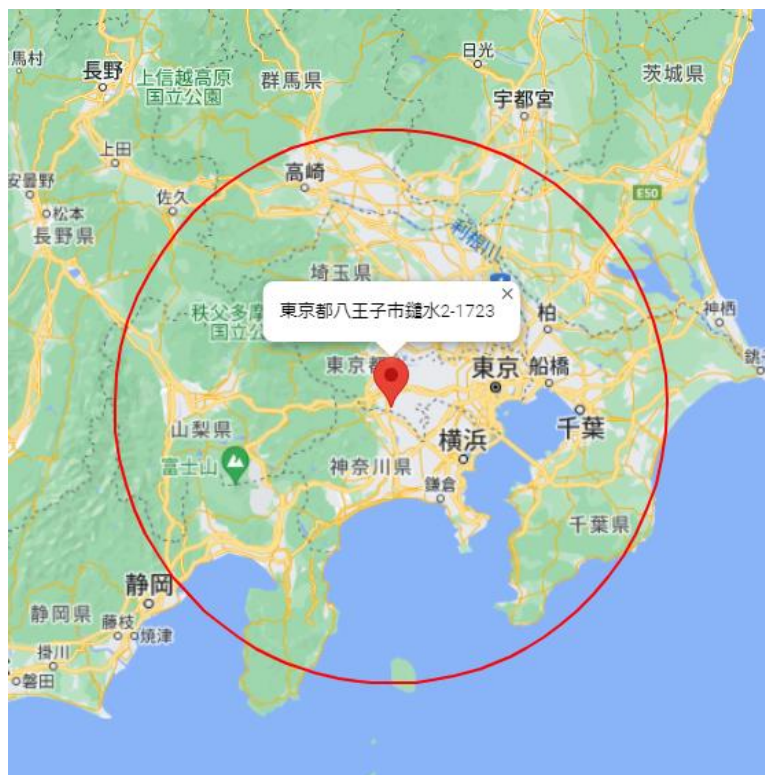 日光
馬村
長野
上信越高原
国立公園
群馬県
茨城県
宇都宮
上田
高崎
安曇野
佐久
E50
松本
長野県
利根川
埼玉県
東京都八王子市鑓水2-1723
秩父多摩
国立公
柏
神栖
東京都
東京
船橋
銚子
千葉
山梨県
横浜
富士山
神奈川県
鎌倉
千葉県
静岡
静岡県
藤枝
焼津
掛川
磐田